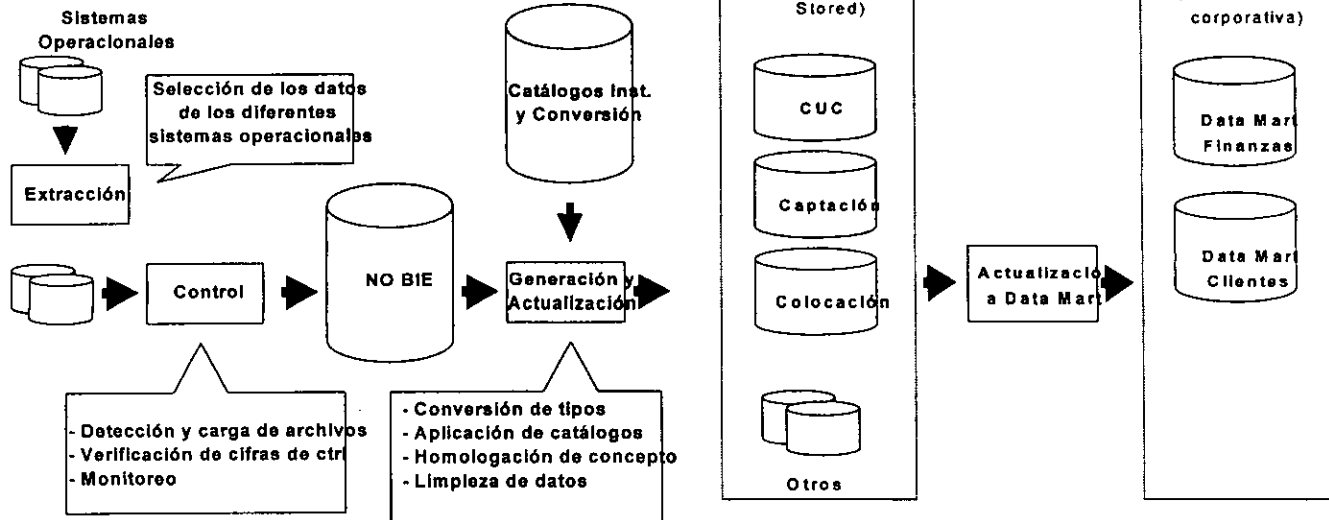 Sistemas
Operacionales
Selección de los datos
de los diferentes
sistemas operacionales
Extracción
Control
- Detección y carga de archivos
- Verificación de cifras de ctrl
- Monitoreo
NO BIE
Catálogos Inst.
y Conversión
Generación y
Actualización
- Conversión de tipos
- Aplicación de catálogos
- Homologación de concepto
- Limpieza de datos
Stored)
CUC
Captación
Colocación
Otros
Actualizació
a Data Mart
corporativa)
Data Mart
Finanzas
Data Mart
Clientes